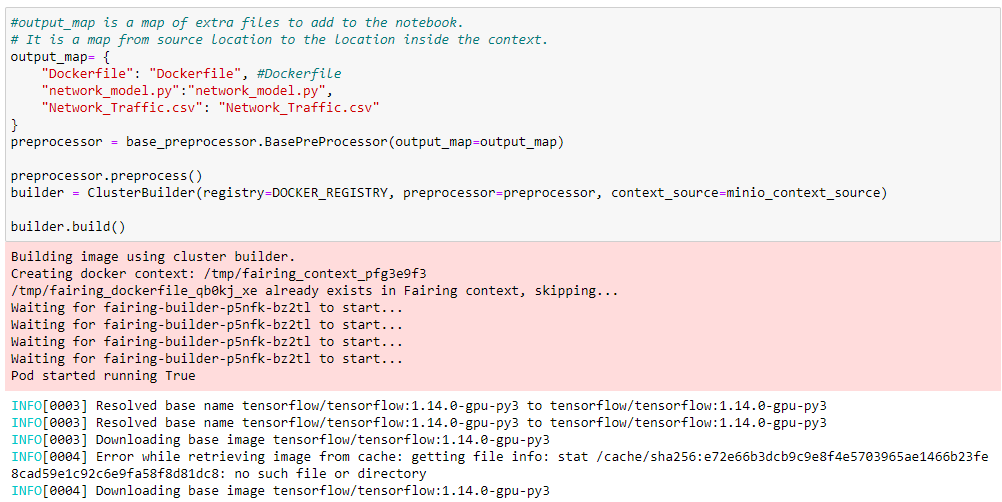 #output_map is a map of extra files to add to the notebook.
# It is a map from source location to the location inside the context.
output_map= {
    "Dockerfile": "Dockerfile", #Dockerfile
    "network_model.py":"network_model.py",
    "Network_Traffic.csv": "Network_Traffic.csv"
}
preprocessor = base_preprocessor.BasePreProcessor(output_map=output_map)
preprocessor.preprocess()
builder = ClusterBuilder(registry=DOCKER_REGISTRY, preprocessor=preprocessor, context_source=minio_context_source)
builder.build()
Building image using cluster builder.
Creating docker context: /tmp/fairing_context_pfg3e9f3
/tmp/fairing_dockerfile_qb0kj_xe already exists in Fairing context, skipping...
Waiting for fairing-builder-p5nfk-bz2tl to start...
Waiting for fairing-builder-p5nfk-bz2tl to start...
Waiting for fairing-builder-p5nfk-bz2tl to start...
Waiting for fairing-builder-p5nfk-bz2tl to start...
Pod started running True
INFO[0003] Resolved base name tensorflow/tensorflow:1.14.0-gpu-py3 to tensorflow/tensorflow:1.14.0-gpu-py3
INFO[0003] Resolved base name tensorflow/tensorflow:1.14.0-gpu-py3 to tensorflow/tensorflow:1.14.0-gpu-py3
INFO[0003] Downloading base image tensorflow/tensorflow:1.14.0-gpu-py3
INFO[0004] Error while retrieving image from cache: getting file info: stat /cache/sha256:e72e66b3dcb9c9e8f4e5703965ae1466b23fe
8cad59e1c92c6e9fa58f8d81dc8: no such file or directory
INFO[0004] Downloading base image tensorflow/tensorflow:1.14.0-gpu-py3